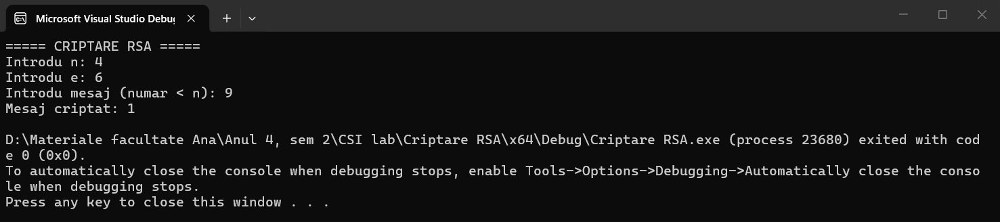 Microsoft Visual Studio Debug
===== CRIPTARE RSA =====
Introdu n: 4
Introdu e: 6
Introdu mesaj (numar < n): 9
Mesaj criptat: 1
D:\Materiale facultate Ana\Anul 4, sem 2\CSI lab\Criptare RSA\x64\Debug\Criptare RSA.exe (process 23680) exited with cod
e 0 (0x0).
To automatically close the console when debugging stops, enable Tools->Options->Debugging->Automatically close the conso
le when debugging stops.
Press any key to close this window . . .